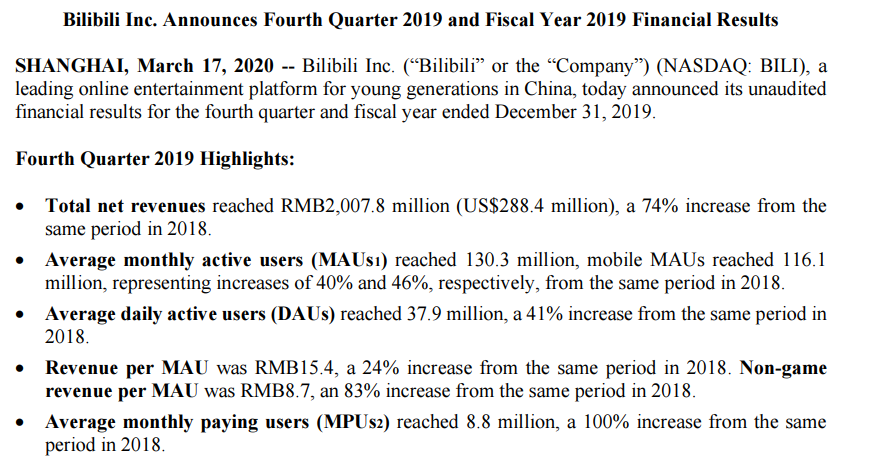 Bilibili Inc. Announces Fourth Quarter 2019 and Fiscal Year 2019 Financial Results
SHANGHAI, March 17, 2020 -- Bilibili Inc. (“Bilibili” or the “Company”) (NASDAQ: BILI), a
leading online entertainment platform for young generations in China, today announced its unaudited
financial results for the fourth quarter and fiscal year ended December 31, 2019.
Fourth Quarter 2019 Highlights:
• Total net revenues reached RMB2,007.8 million (US$288.4 million), a 74% increase from the
same period in 2018.
• Average monthly active users (MAUs1) reached 130.3 million, mobile MAUs reached 116.1
million, representing increases of 40% and 46%, respectively, from the same period in 2018.
• Average daily active users (DAUs) reached 37.9 million, a 41% increase from the same period in
2018.
• Revenue per MAU was RMB15.4, a 24% increase from the same period in 2018. Non-game
revenue per MAU was RMB8.7, an 83% increase from the same period in 2018.
• Average monthly paying users (MPUs2) reached 8.8 million, a 100% increase from the same
period in 2018.